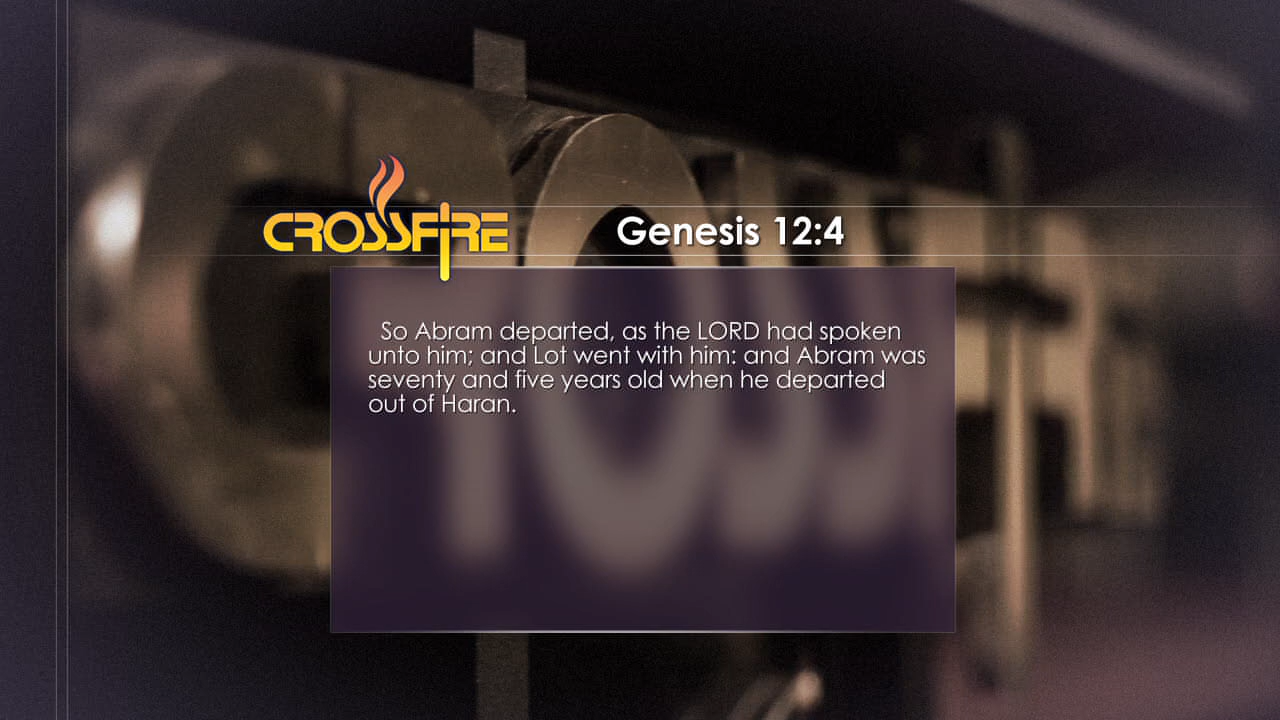 CROSSFIRE
Genesis 12:4
So Abram departed, as the LORD had spoken
unto him; and Lot went with him: and Abram was
seventy and five years old when he departed
out of Haran.